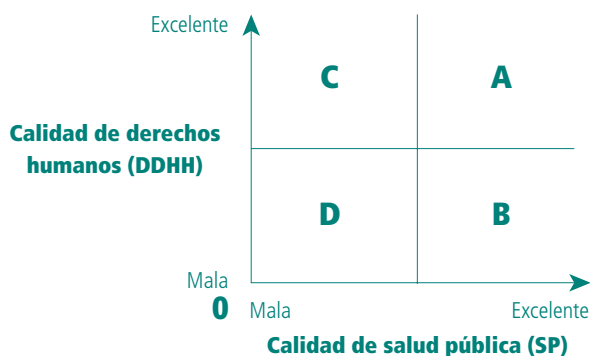 Excelente
C
A
Calidad de derechos
humanos (DDHH)
D
B
Mala
0
Mala
Excelente
Calidad de salud pública (SP)